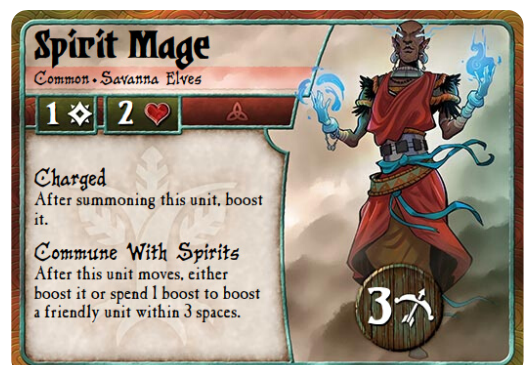 Spirit Mage
Common • Savanna Elves
1 2
Charged
After summoning this unit, boost
it.
Commune With Spirits
After this unit moves, either
boost it or spend 1 boost to boost
a friendly unit within 3 spaces.
3